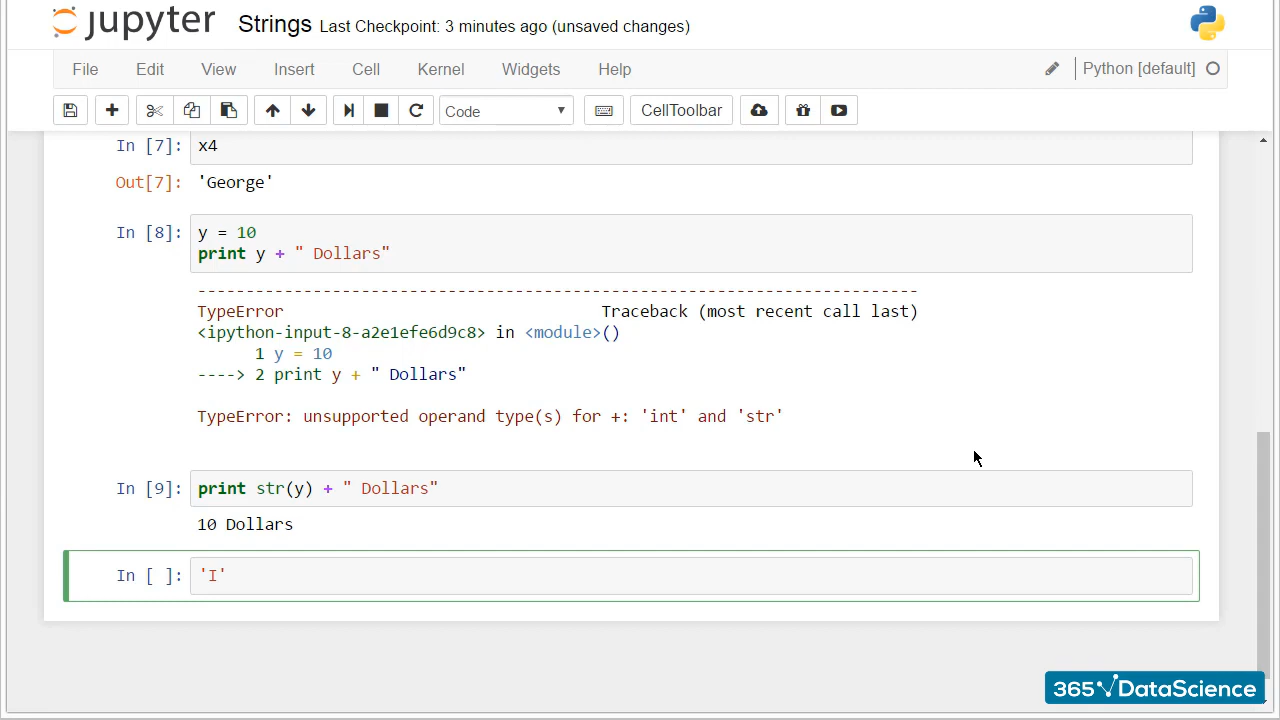 jupyter Strings Last Checkpoint: 3 minutes ago (unsaved changes)
File Edit View Insert Cell Kernel Widgets Help Python [default]
Code CellToolbar
In [7]: x4
Out[7]: 'George'
In [8]: y = 10
print y + " Dollars"
---------------------------------------------------------------------------
TypeError                                 Traceback (most recent call last)
<ipython-input-8-a2e1efe6d9c8> in <module>()
      1 y = 10
----> 2 print y + " Dollars"
TypeError: unsupported operand type(s) for +: 'int' and 'str'
In [9]: print str(y) + " Dollars"
10 Dollars
In [ ]: 'I'
365 DataScience